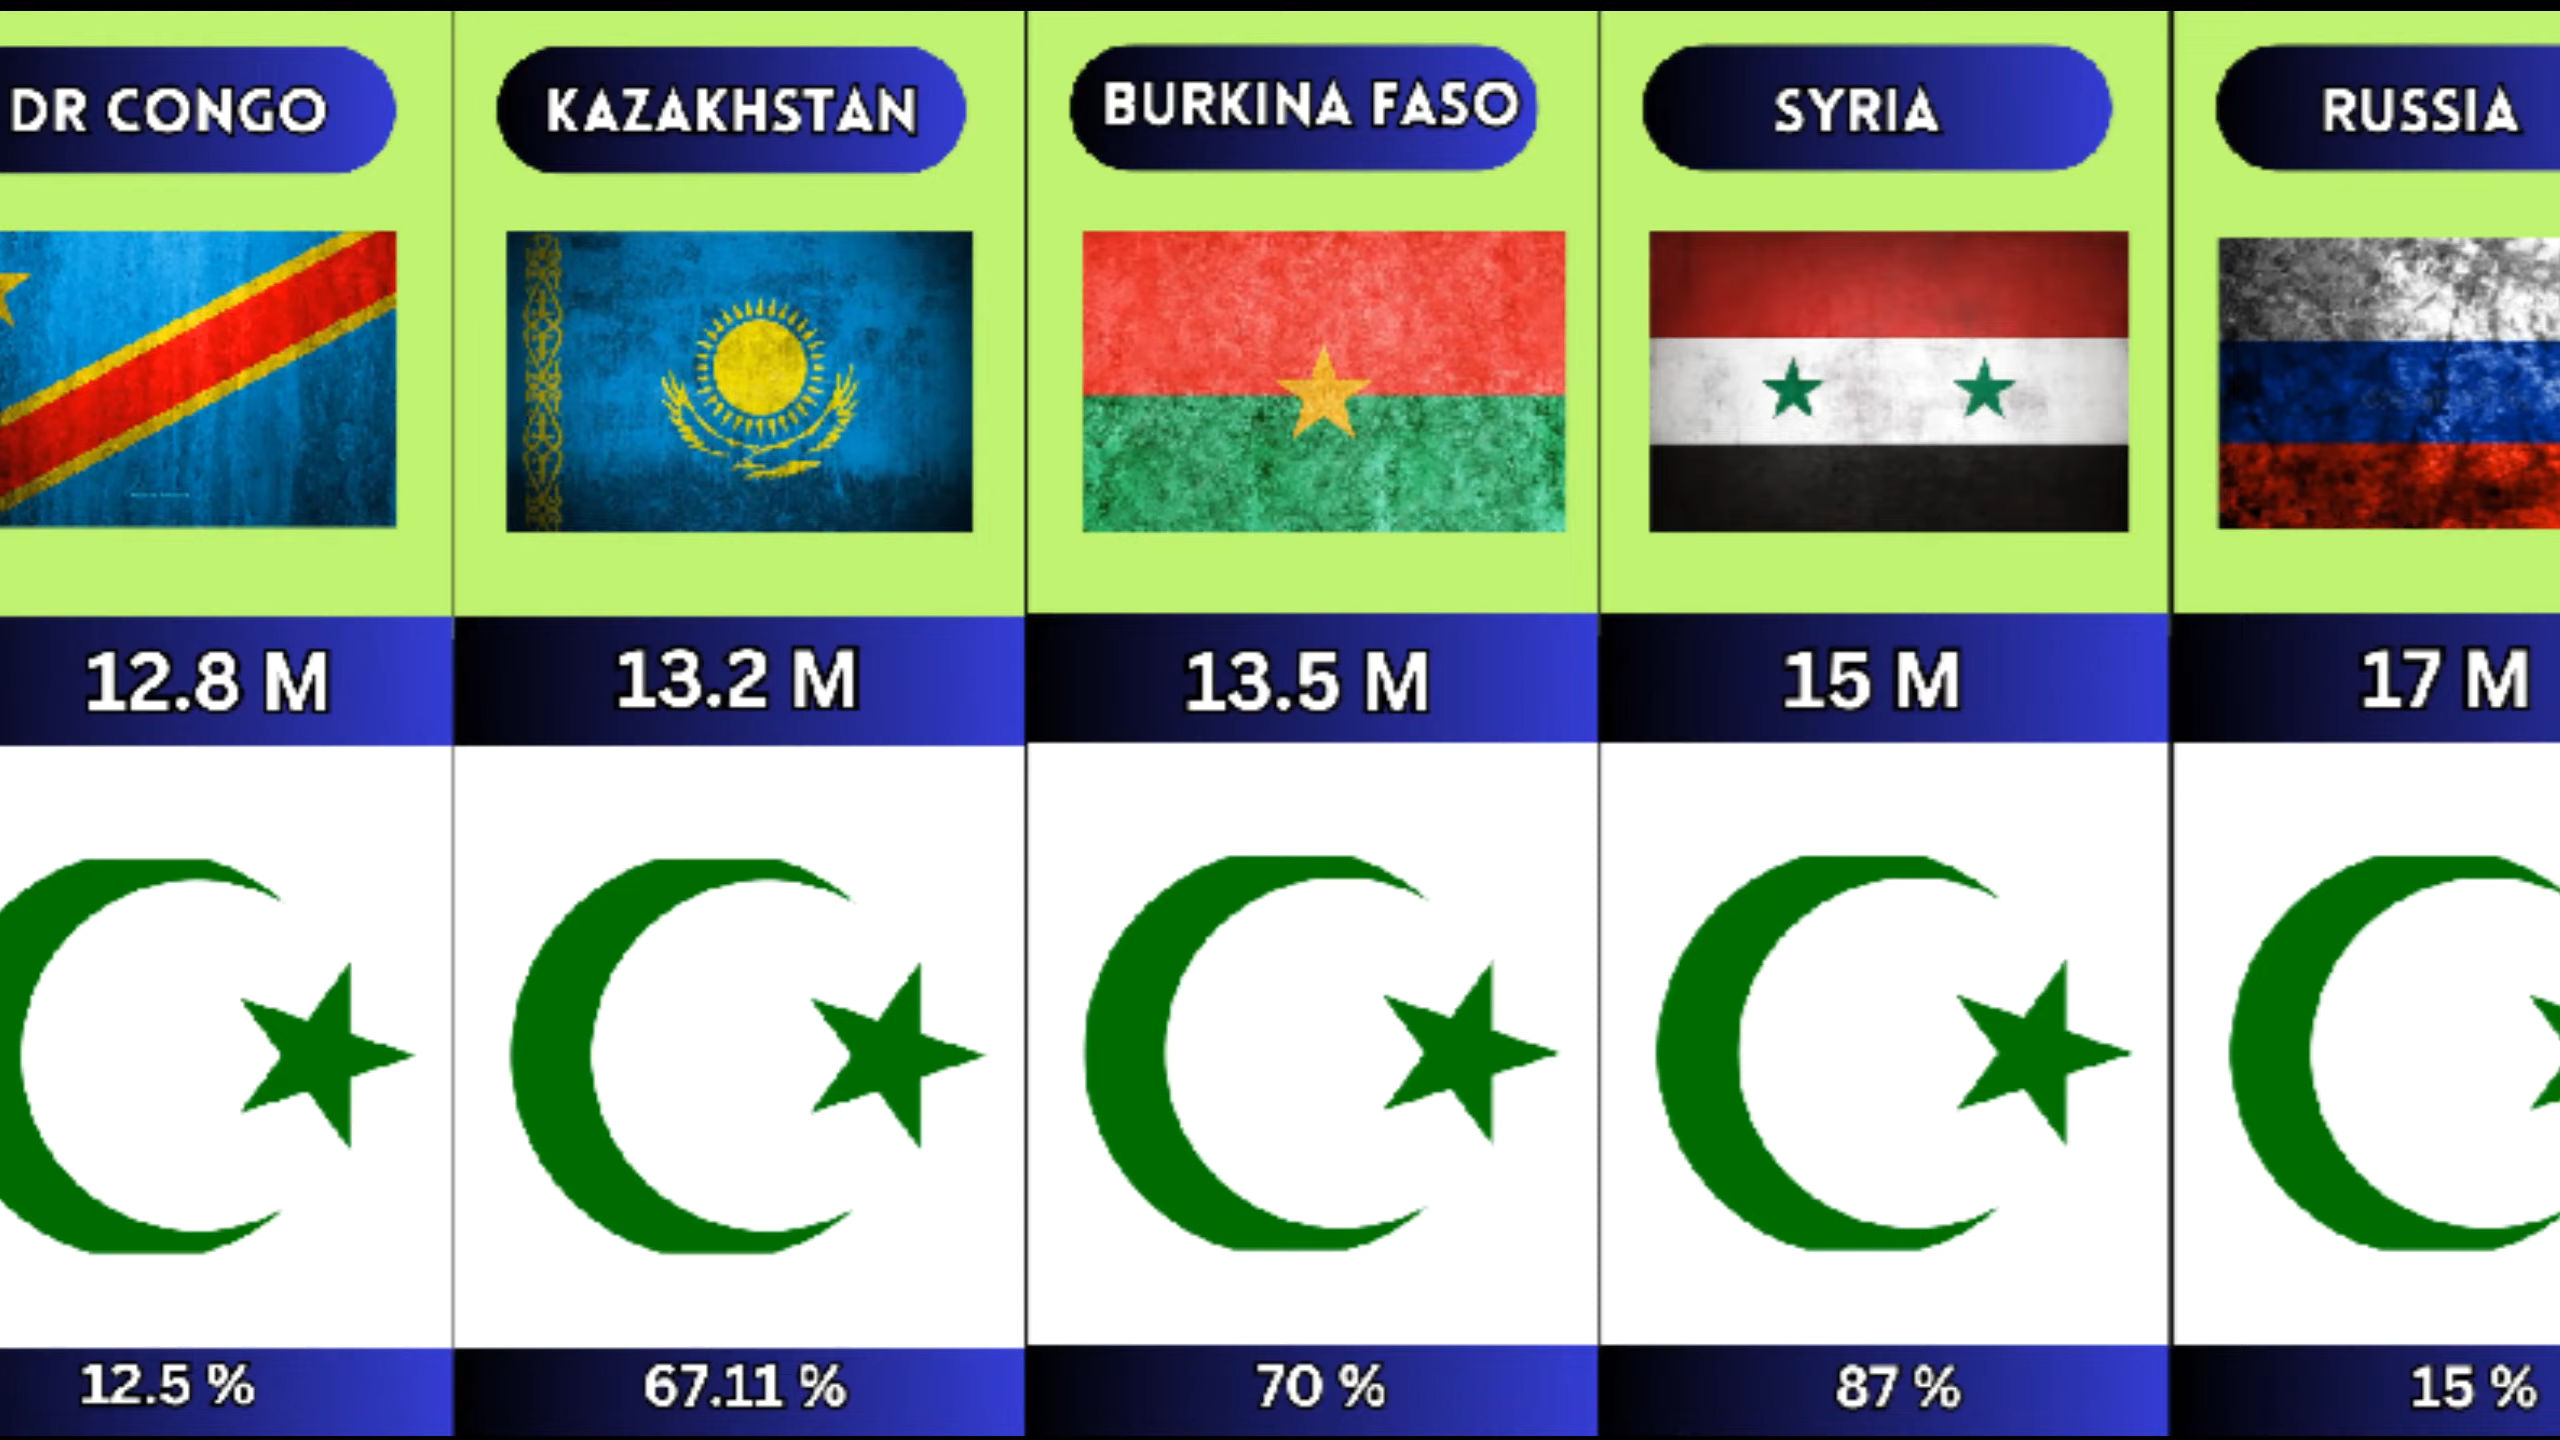 DR CONGO
KAZAKHSTAN
BURKINA FASO
SYRIA
RUSSIA
12.8 M
13.2 M
13.5 M
15 M
17 M
12.5 %
67.11 %
70 %
87 %
15 %